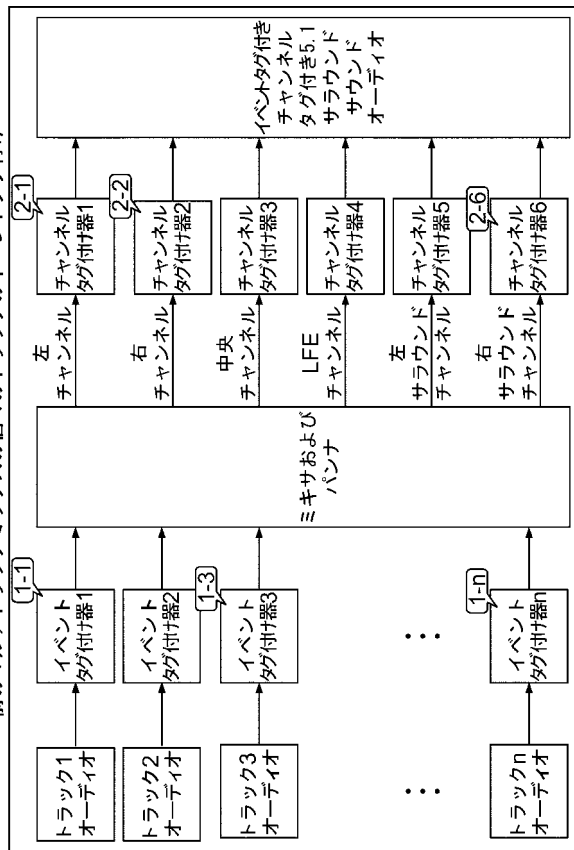 トラック1
オーディオ
トラック2
オーディオ
トラック3
オーディオ
・・・
トラックn
オーディオ
1-1
イベント
タグ付け器1
イベント
タグ付け器2
1-3
イベント
タグ付け器3
・・・
1-n
イベント
タグ付け器n
ミキサおよび
パンナ
左
チャンネル
右
チャンネル
中央
チャンネル
LFE
チャンネル
左
サラウンド
チャンネル
右
サラウンド
チャンネル
2-1
チャンネル
タグ付け器1
2-2
チャンネル
タグ付け器2
チャンネル
タグ付け器3
チャンネル
タグ付け器4
チャンネル
タグ付け器5
2-6
チャンネル
タグ付け器6
イベントタグ付き
チャンネル
タグ付き5.1
サラウンド
サウンド
オーディオ